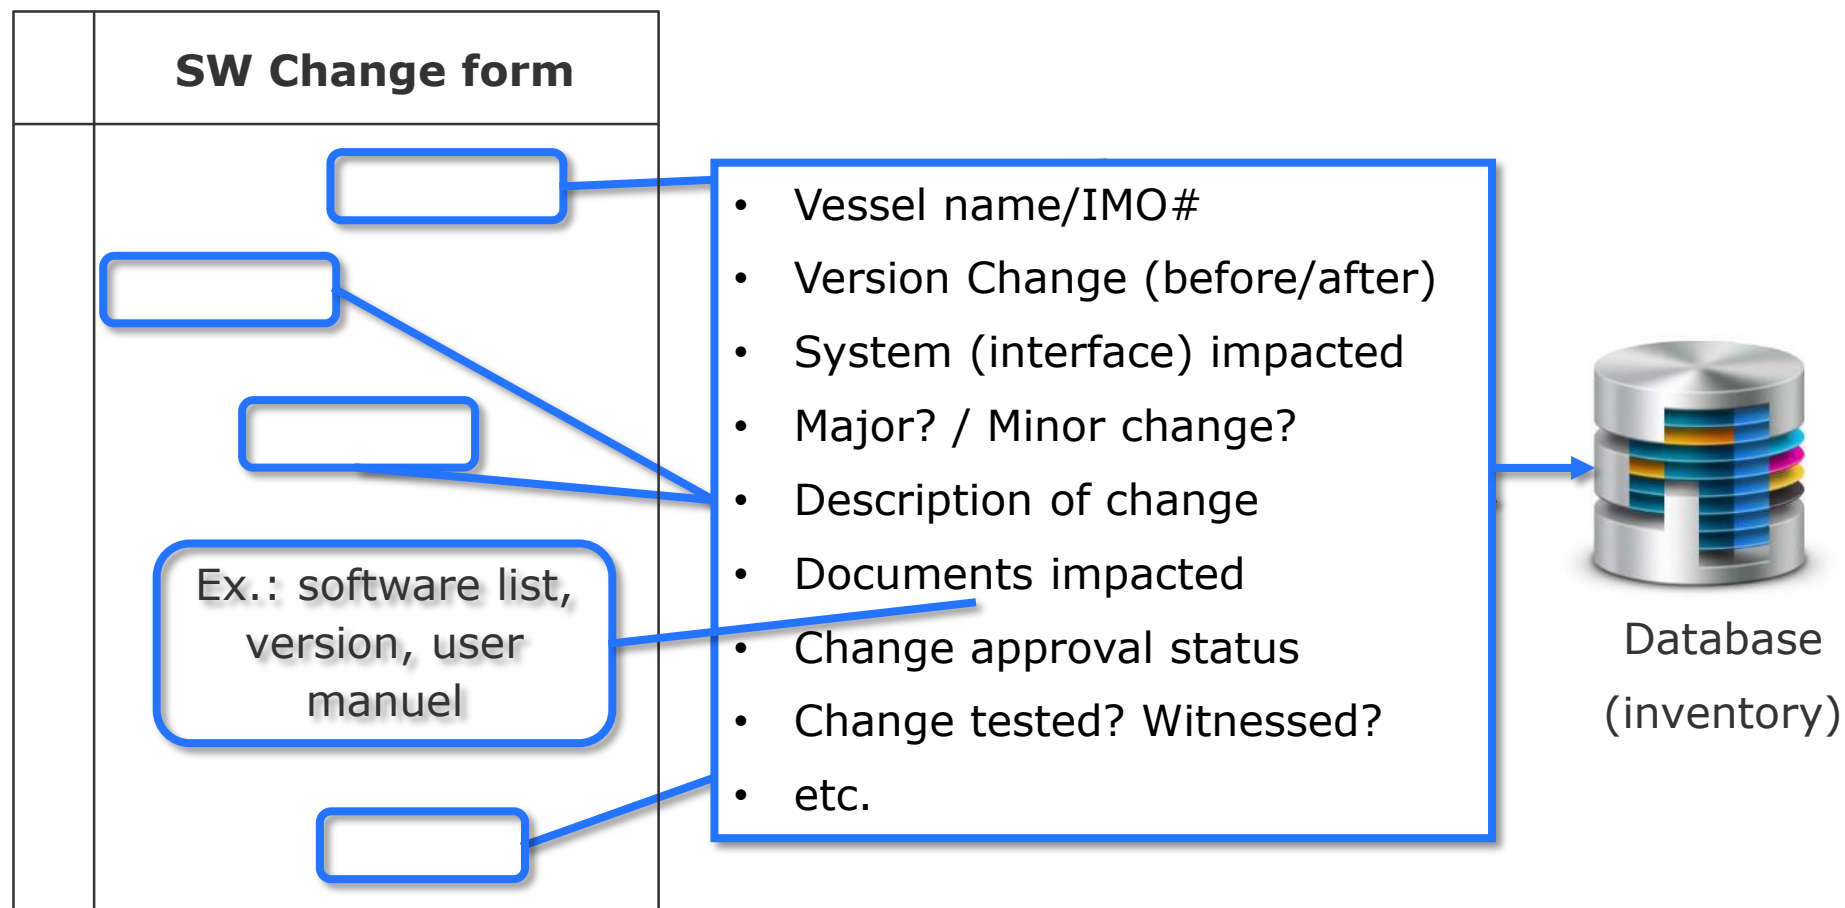 SW Change form
• Vessel name/IMO#
• Version Change (before/after)
• System (interface) impacted
• Major? / Minor change?
• Description of change
• Documents impacted
• Change approval status
• Change tested? Witnessed?
• etc.
Ex.: software list,
version, user
manuel
Database
(inventory)